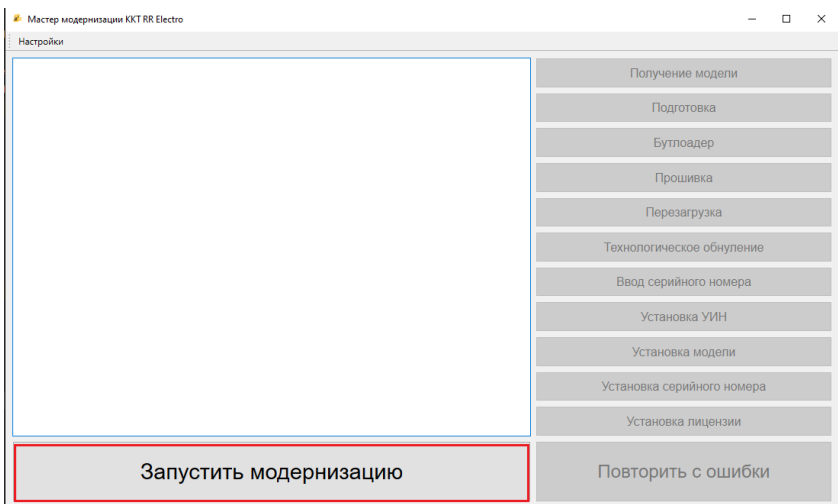 Мастер модернизации ККТ RR Electro
Настройки
Получение модели
Подготовка
Бутлоадер
Прошивка
Перезагрузка
Технологическое обнуление
Ввод серийного номера
Установка УИН
Установка модели
Установка серийного номера
Установка лицензии
Запустить модернизацию
Повторить с ошибки